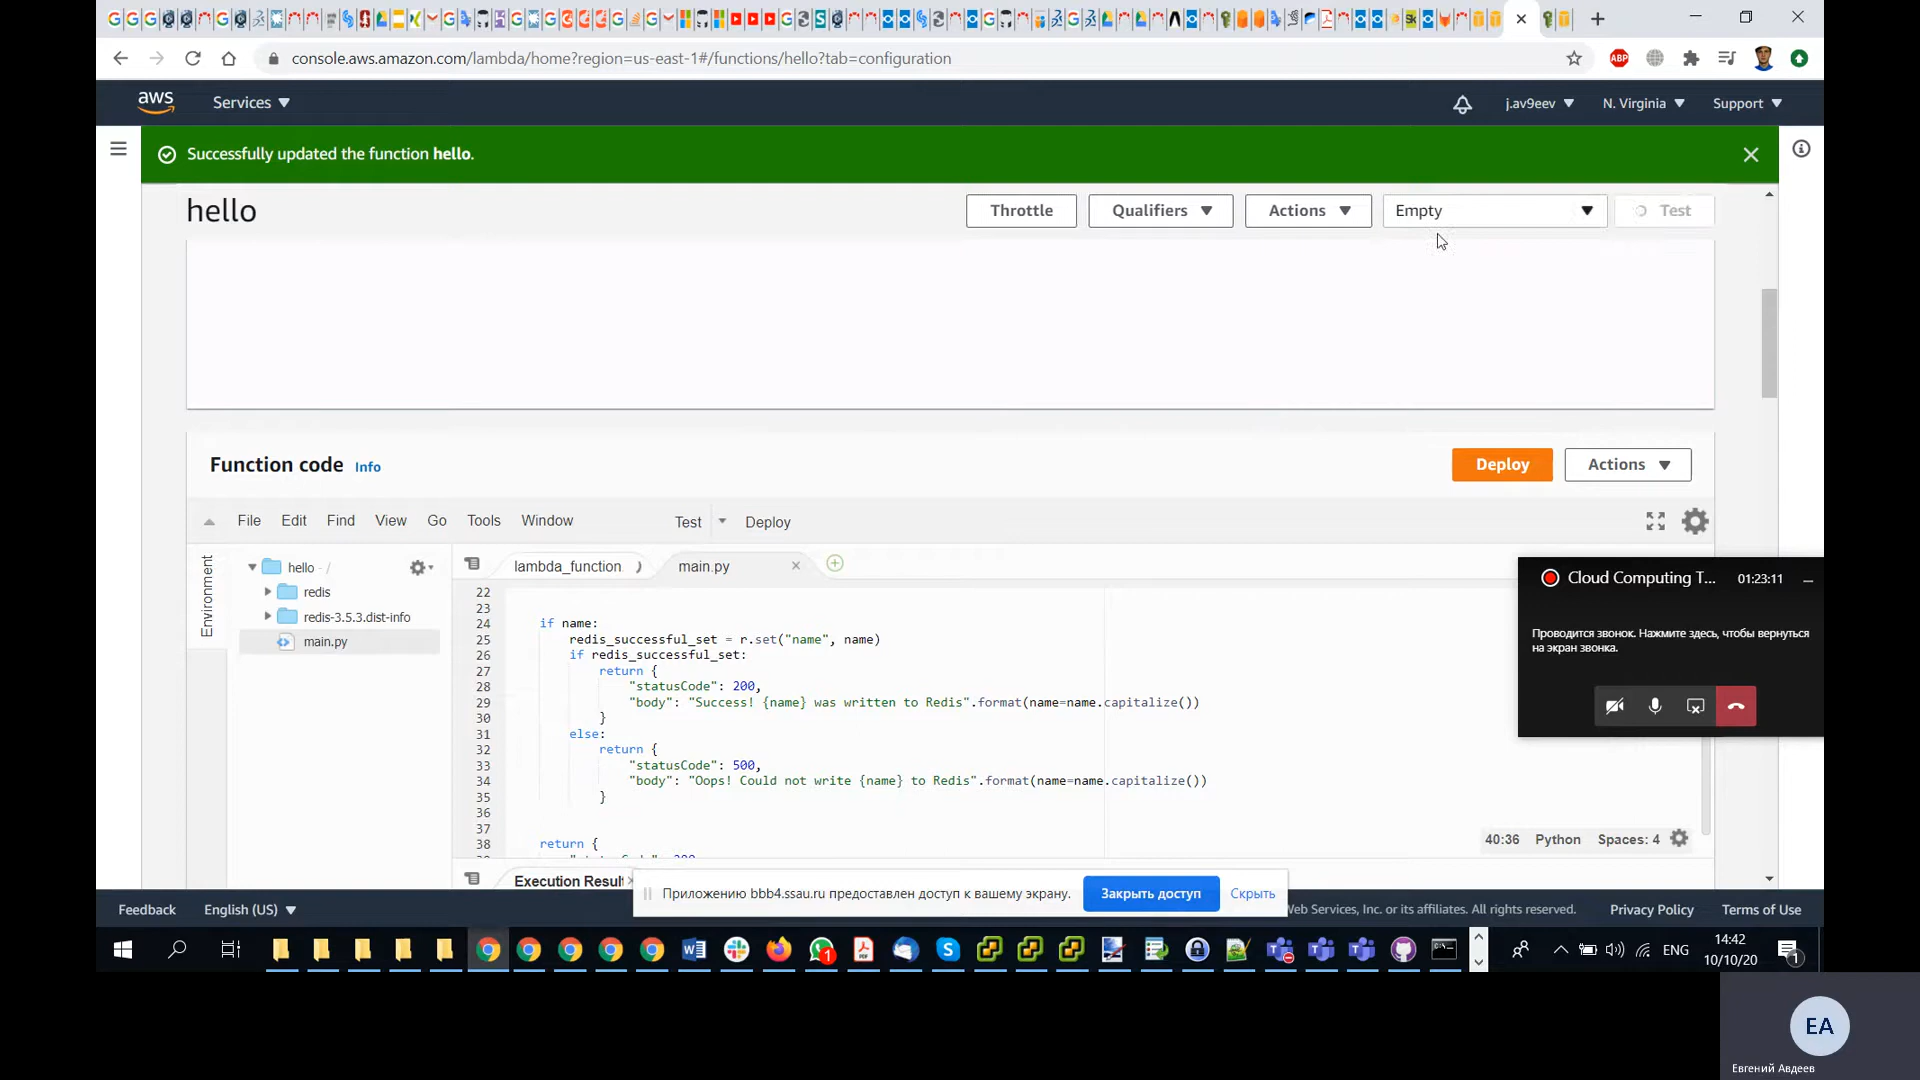 console.aws.amazon.com/lambda/home?region=us-east-1#/functions/hello?tab=configuration
ABP
aws
Services
j.av9eev
N. Virginia
Support
Successfully updated the function hello.
hello
Throttle
Qualifiers
Actions
Empty
Test
Function code Info
Deploy
Actions
File Edit Find View Go Tools Window Test Deploy
Environment
hello - /
redis
redis-3.5.3.dist-info
main.py
lambda_function
main.py
22
23
24 if name:
25 redis_successful_set = r.set("name", name)
26 if redis_successful_set:
27 return {
28 "statusCode": 200,
29 "body": "Success! {name} was written to Redis".format(name=name.capitalize())
30 }
31 else:
32 return {
33 "statusCode": 500,
34 "body": "Oops! Could not write {name} to Redis".format(name=name.capitalize())
35 }
36
37
38 return {
40:36 Python Spaces: 4
Execution Result
Cloud Computing T... 01:23:11
Проводится звонок. Нажмите здесь, чтобы вернуться
на экран звонка.
Приложению bbb4.ssau.ru предоставлен доступ к вашему экрану.
Закрыть доступ
Скрыть
Feedback
English (US)
Web Services, Inc. or its affiliates. All rights reserved.
Privacy Policy
Terms of Use
ENG
14:42
10/10/20
1
1
EA
Евгений Авдеев